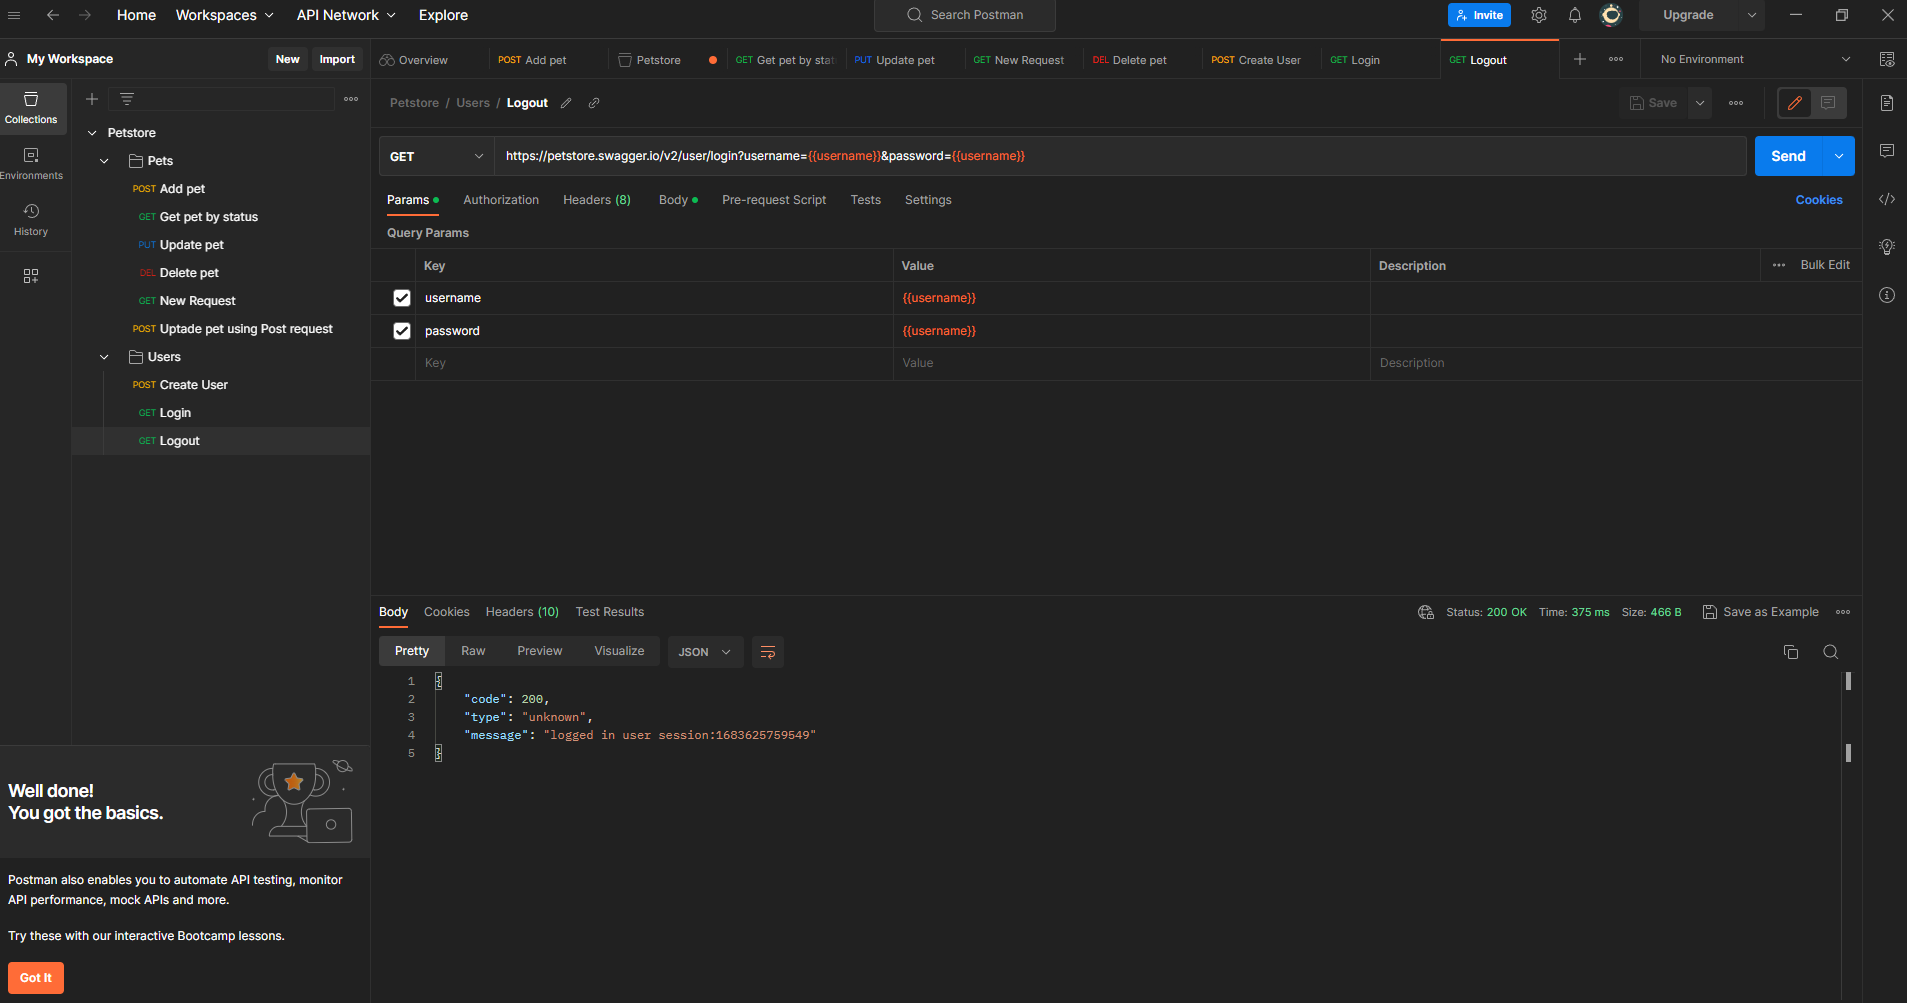 Home Workspaces API Network Explore Search Postman Invite Upgrade
My Workspace New Import
Overview POST Add pet Petstore GET Get pet by stat PUT Update pet GET New Request DEL Delete pet POST Create User GET Login GET Logout No Environment
Collections
Environments
History
Petstore
Pets
POST Add pet
GET Get pet by status
PUT Update pet
DEL Delete pet
GET New Request
POST Uptade pet using Post request
Users
POST Create User
GET Login
GET Logout
Petstore / Users / Logout Save
GET https://petstore.swagger.io/v2/user/login?username={{username}}&password={{username}} Send
Params Authorization Headers (8) Body Pre-request Script Tests Settings Cookies
Query Params
Key Value Description Bulk Edit
username {{username}}
password {{username}}
Key Value Description
Body Cookies Headers (10) Test Results Status: 200 OK Time: 375 ms Size: 466 B Save as Example
Pretty Raw Preview Visualize JSON
1 {
2 "code": 200,
3 "type": "unknown",
4 "message": "logged in user session:1683625759549"
5 }
Well done!
You got the basics.
Postman also enables you to automate API testing, monitor
API performance, mock APIs and more.
Try these with our interactive Bootcamp lessons.
Got It